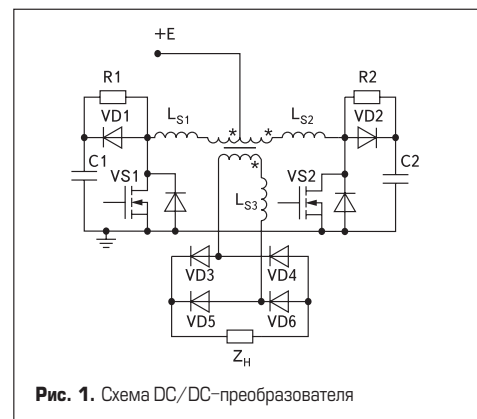 +E
R1
R2
VD1
L_S1
L_S2
VD2
* *
C1
VS1
*
VS2
C2
L_S3
VD3
VD4
VD5
VD6
Z_H
Рис. 1. Схема DC/DC-преобразователя